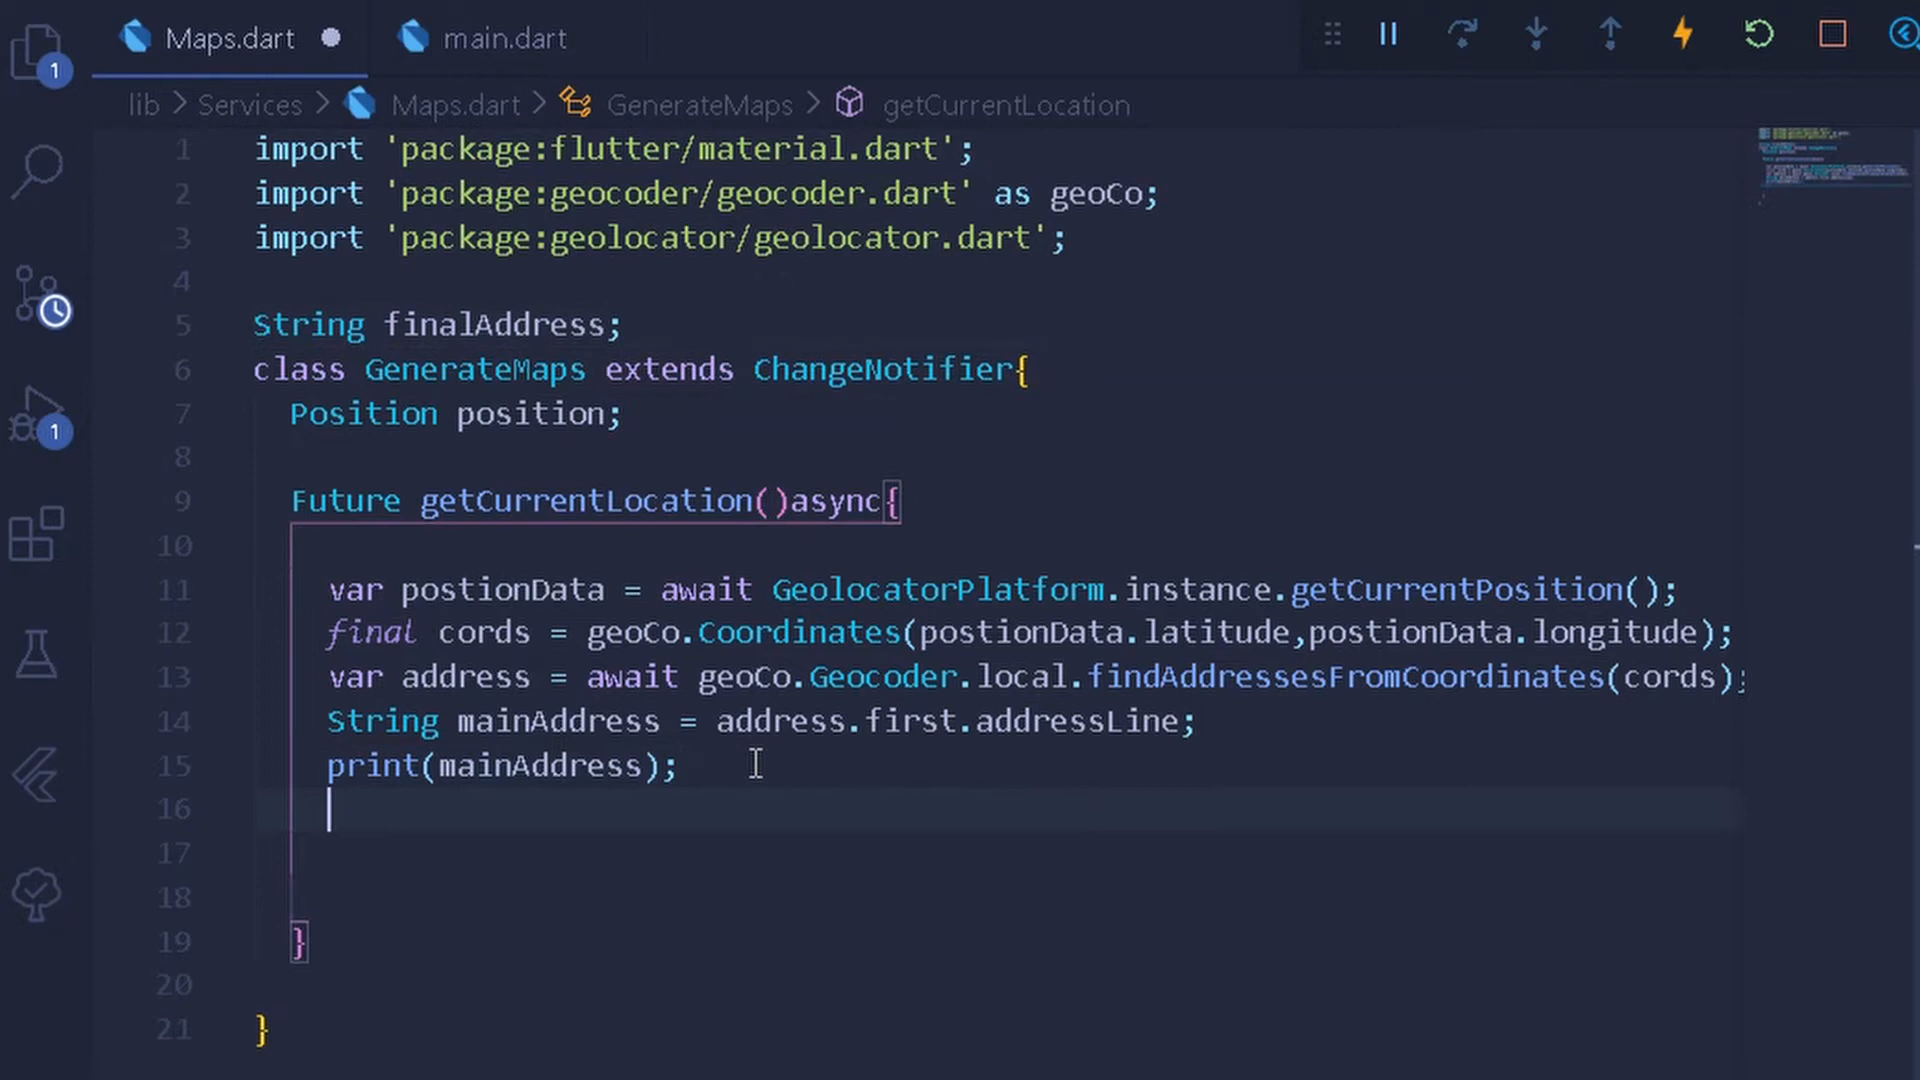 Maps.dart
main.dart
lib > Services > Maps.dart > GenerateMaps > getCurrentLocation
1
1
1 import 'package:flutter/material.dart';
2 import 'package:geocoder/geocoder.dart' as geoCo;
3 import 'package:geolocator/geolocator.dart';
4
5 String finalAddress;
6 class GenerateMaps extends ChangeNotifier{
7 Position position;
8
9 Future getCurrentLocation()async{
10
11 var postionData = await GeolocatorPlatform.instance.getCurrentPosition();
12 final cords = geoCo.Coordinates(postionData.latitude,postionData.longitude);
13 var address = await geoCo.Geocoder.local.findAddressesFromCoordinates(cords);
14 String mainAddress = address.first.addressLine;
15 print(mainAddress);
16
17
18
19 }
20
21 }